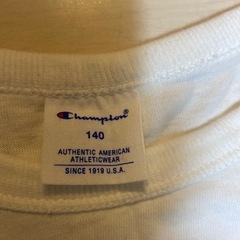 Champion
140
AUTHENTIC AMERICAN
ATHLETICWEAR
SINCE 1919 U.S.A.